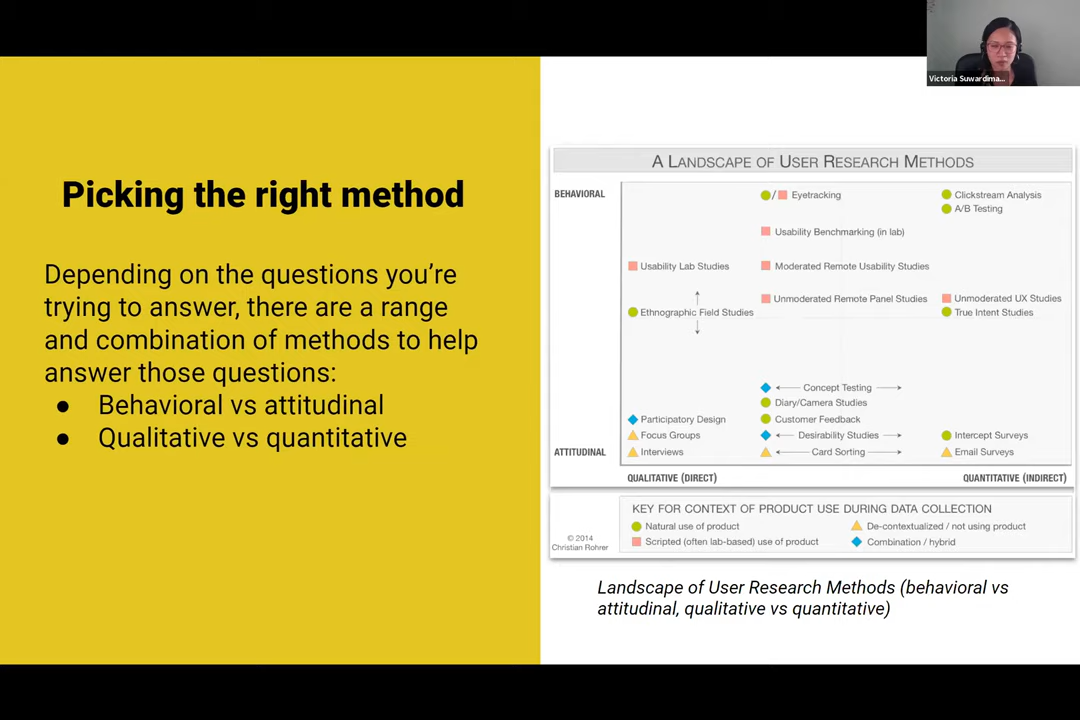 Victoria Suwardima...
Picking the right method
Depending on the questions you're
trying to answer, there are a range
and combination of methods to help
answer those questions:
● Behavioral vs attitudinal
● Qualitative vs quantitative
A LANDSCAPE OF USER RESEARCH METHODS
BEHAVIORAL
/ Eyetracking
Clickstream Analysis
A/B Testing
Usability Benchmarking (in lab)
Usability Lab Studies
Moderated Remote Usability Studies
Unmoderated Remote Panel Studies
Unmoderated UX Studies
Ethnographic Field Studies
True Intent Studies
Concept Testing
Diary/Camera Studies
Participatory Design
Customer Feedback
Focus Groups
Desirability Studies
Intercept Surveys
ATTITUDINAL
Interviews
Card Sorting
Email Surveys
QUALITATIVE (DIRECT)
QUANTITATIVE (INDIRECT)
KEY FOR CONTEXT OF PRODUCT USE DURING DATA COLLECTION
Natural use of product
De-contextualized / not using product
Scripted (often lab-based) use of product
Combination / hybrid
© 2014
Christian Rohrer
Landscape of User Research Methods (behavioral vs
attitudinal, qualitative vs quantitative)